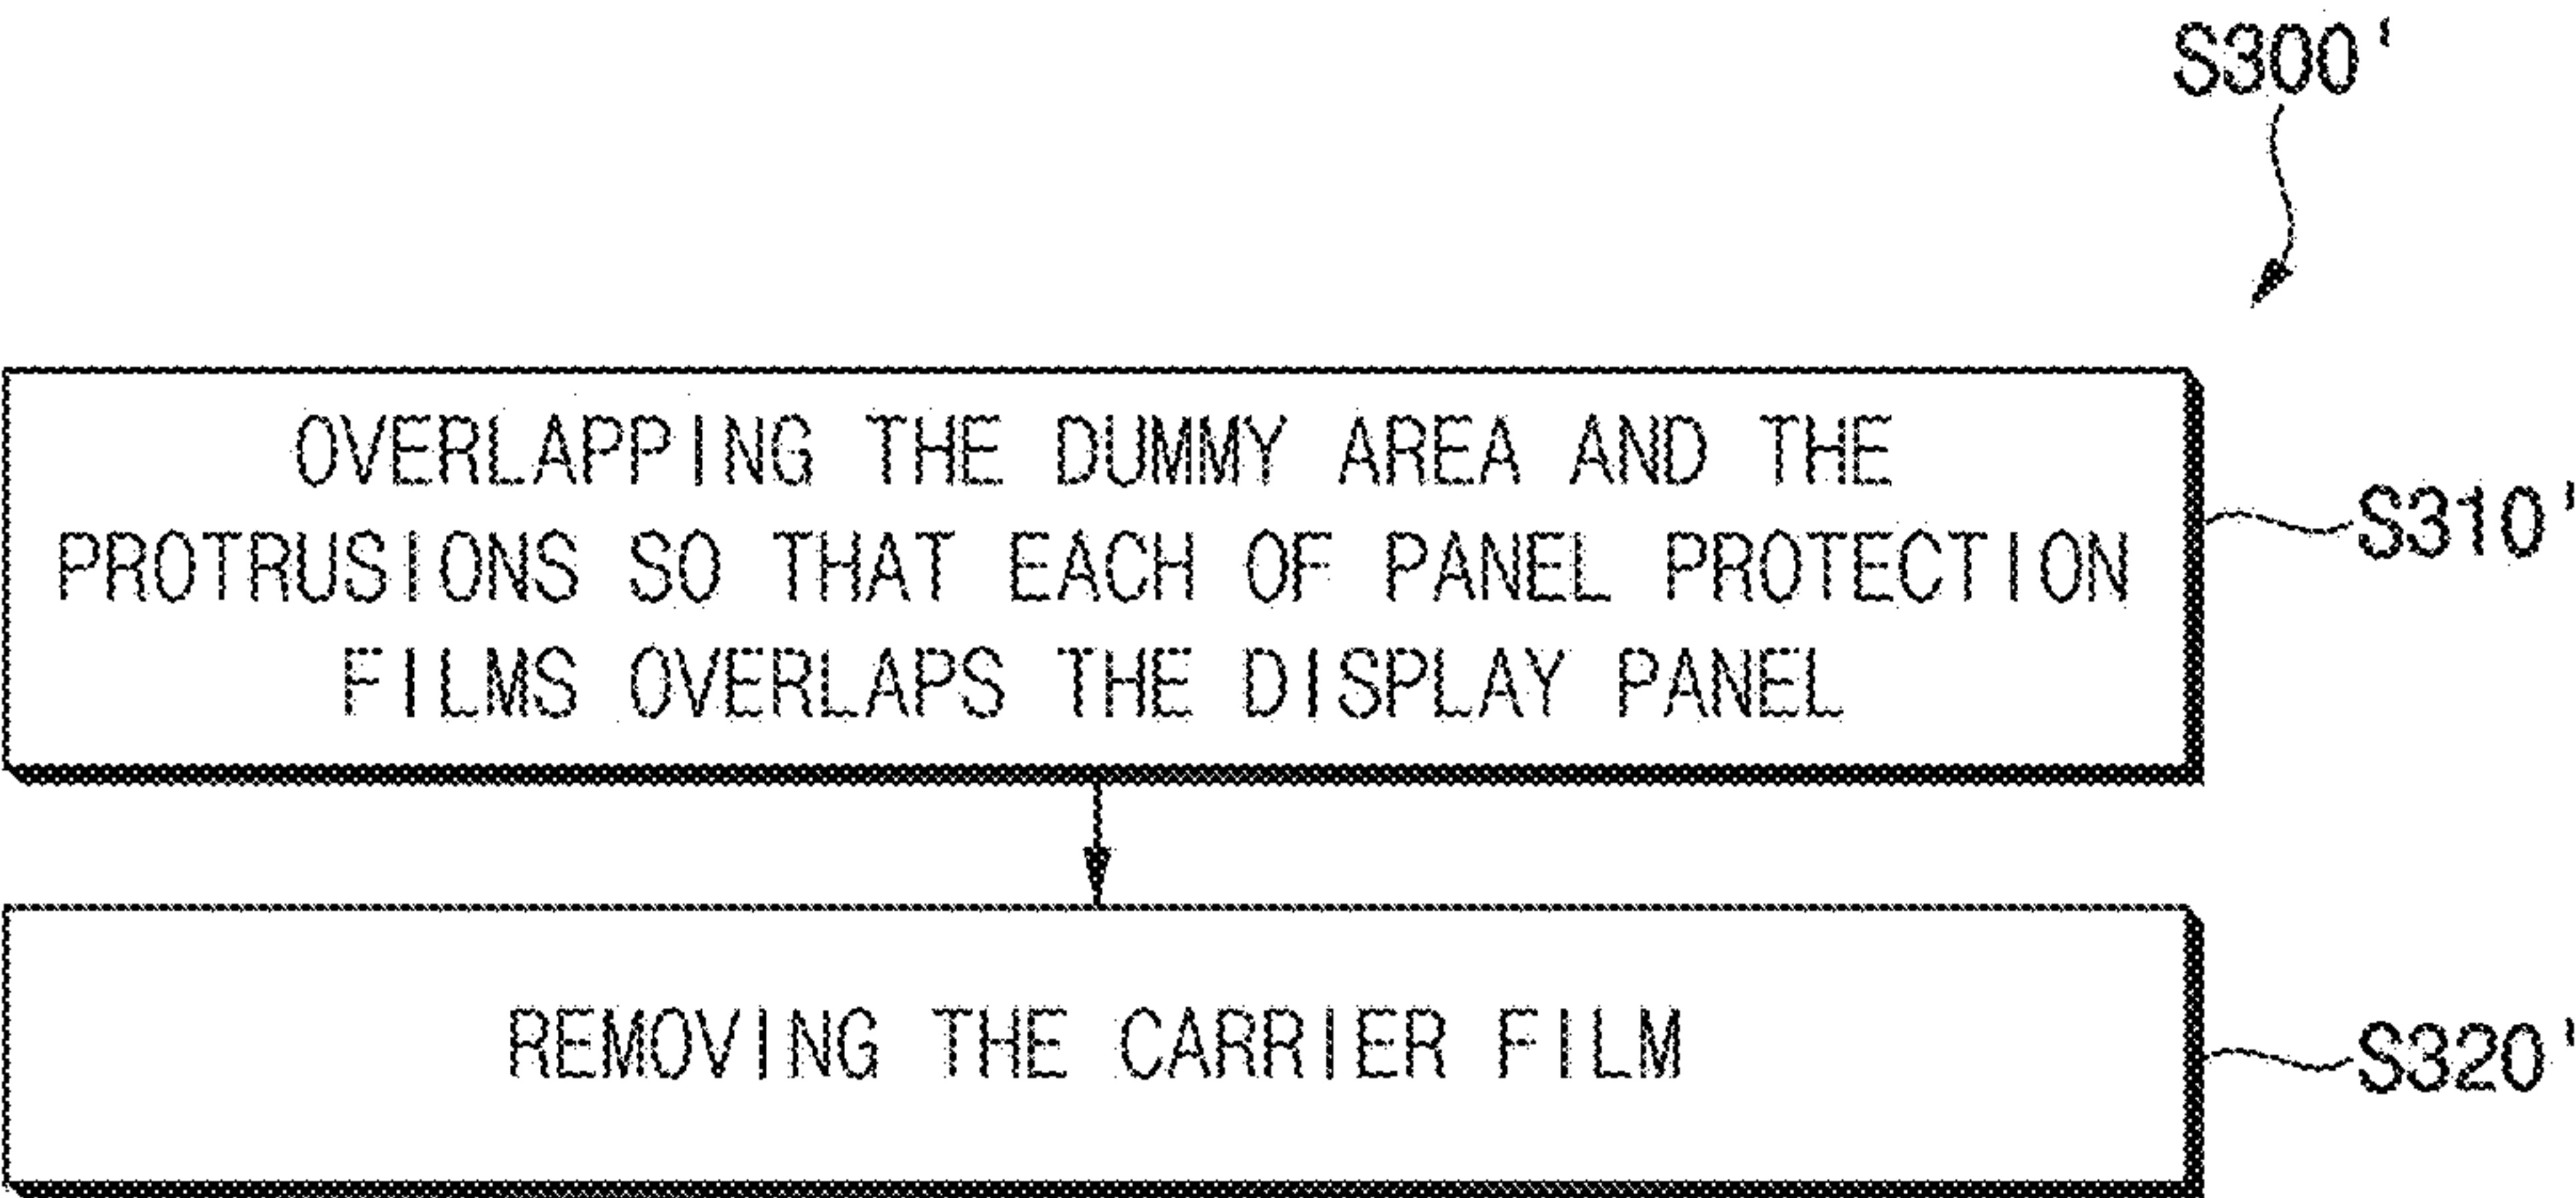 S300'
OVERLAPPING THE DUMMY AREA AND THE
PROTRUSIONS SO THAT EACH OF PANEL PROTECTION
FILMS OVERLAPS THE DISPLAY PANEL
S310'
REMOVING THE CARRIER FILM
S320'